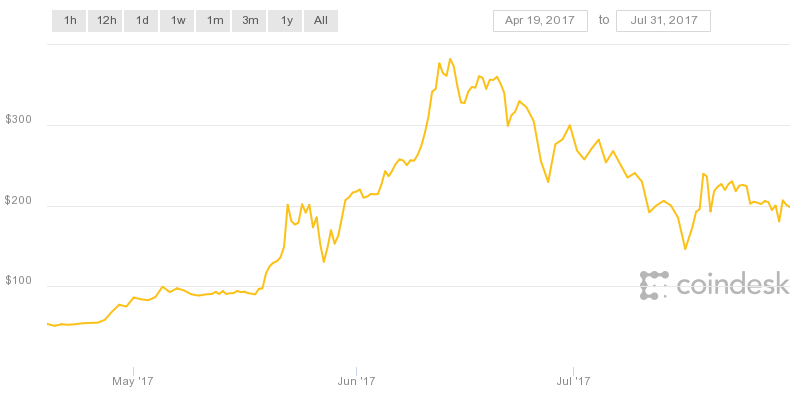 1h 12h 1d 1w 1m 3m 1y All Apr 19, 2017 to Jul 31, 2017
$300
$200
$100
coindesk
May '17 Jun '17 Jul '17